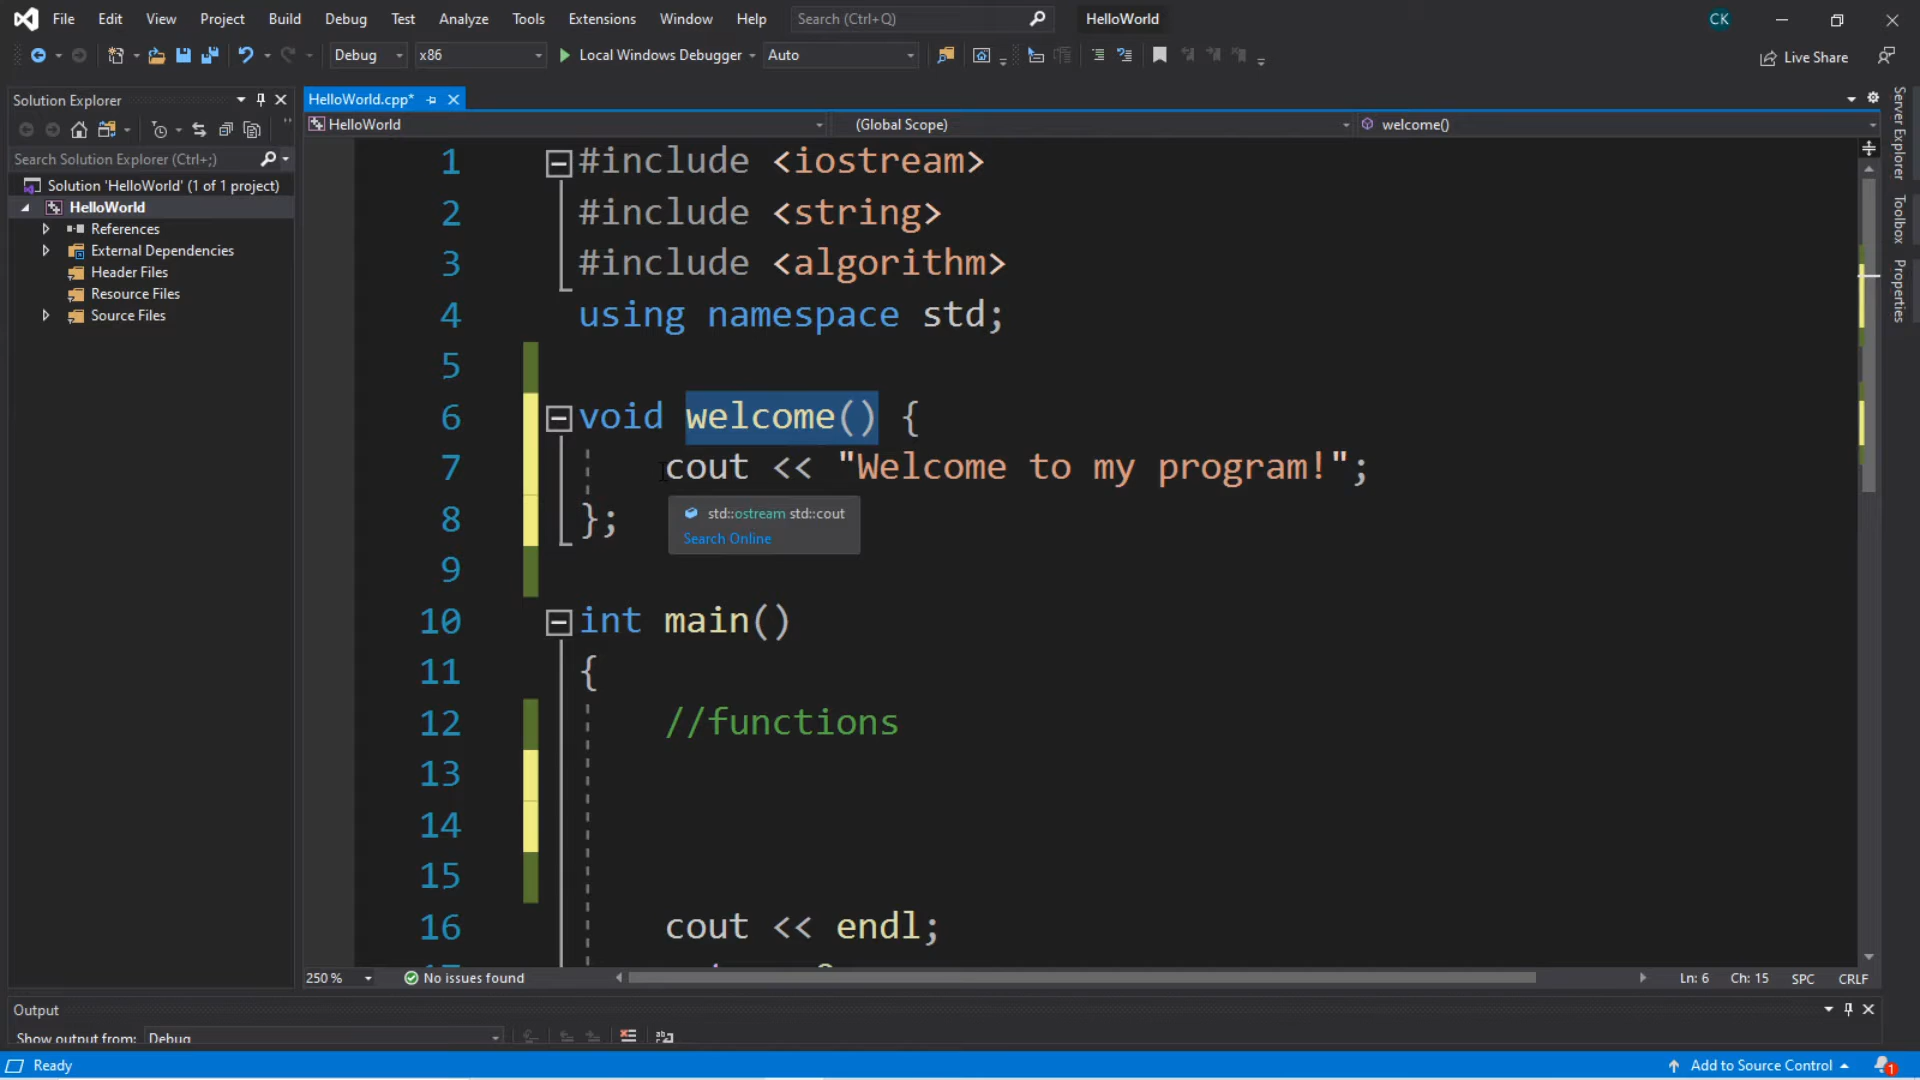 File Edit View Project Build Debug Test Analyze Tools Extensions Window Help Search (Ctrl+Q) HelloWorld CK
Debug x86 Local Windows Debugger Auto Live Share
Solution Explorer
HelloWorld.cpp*
HelloWorld (Global Scope) welcome()
Search Solution Explorer (Ctrl+;)
Solution 'HelloWorld' (1 of 1 project)
HelloWorld
References
External Dependencies
Header Files
Resource Files
Source Files
1 #include <iostream>
2 #include <string>
3 #include <algorithm>
4 using namespace std;
5
6 void welcome() {
7 cout << "Welcome to my program!";
8 };
std::ostream std::cout
Search Online
9
10 int main()
11 {
12 //functions
13
14
15
16 cout << endl;
Server Explorer
Toolbox
Properties
250 % No issues found Ln: 6 Ch: 15 SPC CRLF
Output
Show output from: Debug
Ready Add to Source Control 1